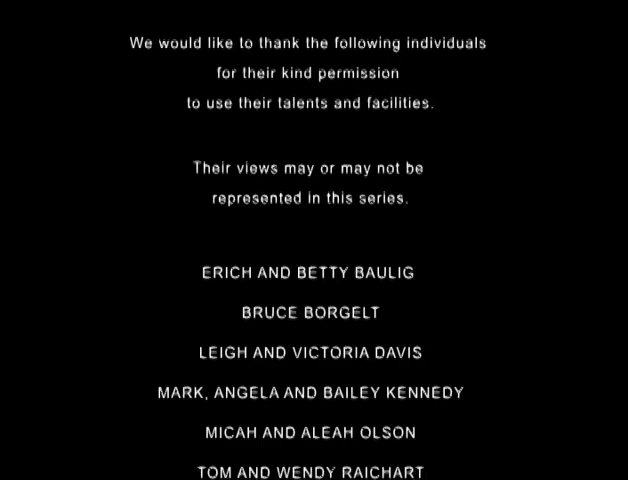 We would like to thank the following individuals
for their kind permission
to use their talents and facilities.
Their views may or may not be
represented in this series.
ERICH AND BETTY BAULIG
BRUCE BORGELT
LEIGH AND VICTORIA DAVIS
MARK, ANGELA AND BAILEY KENNEDY
MICAH AND ALEAH OLSON
TOM AND WENDY RAICHART